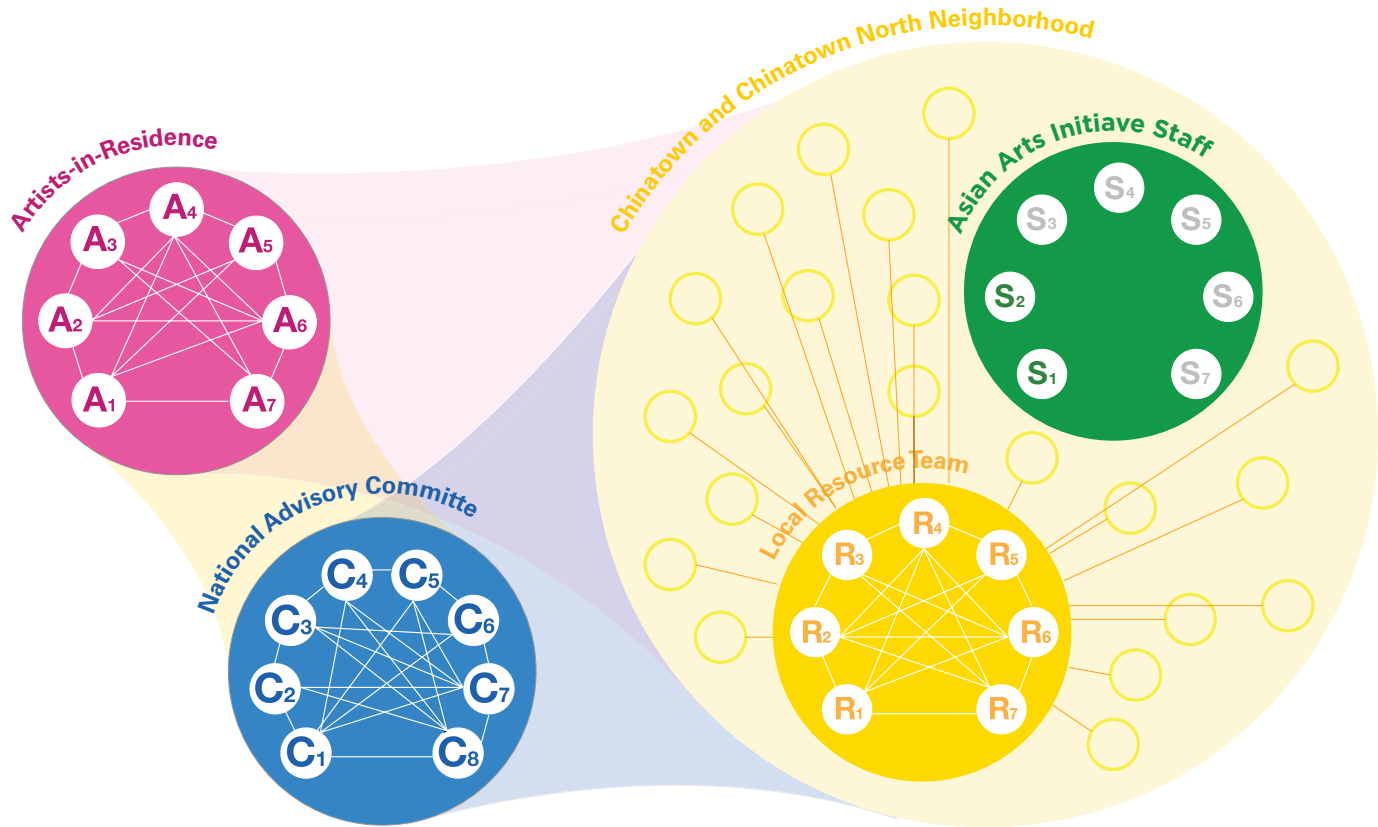 Artists-in-Residence
A4
A3
A5
A2
A6
A1
A7
National Advisory Committe
C4
C5
C3
C6
C2
C7
C1
C8
Chinatown and Chinatown North Neighborhood
Asian Arts Initiave Staff
S4
S3
S5
S2
S6
S1
S7
Local Resource Team
R4
R3
R5
R2
R6
R1
R7